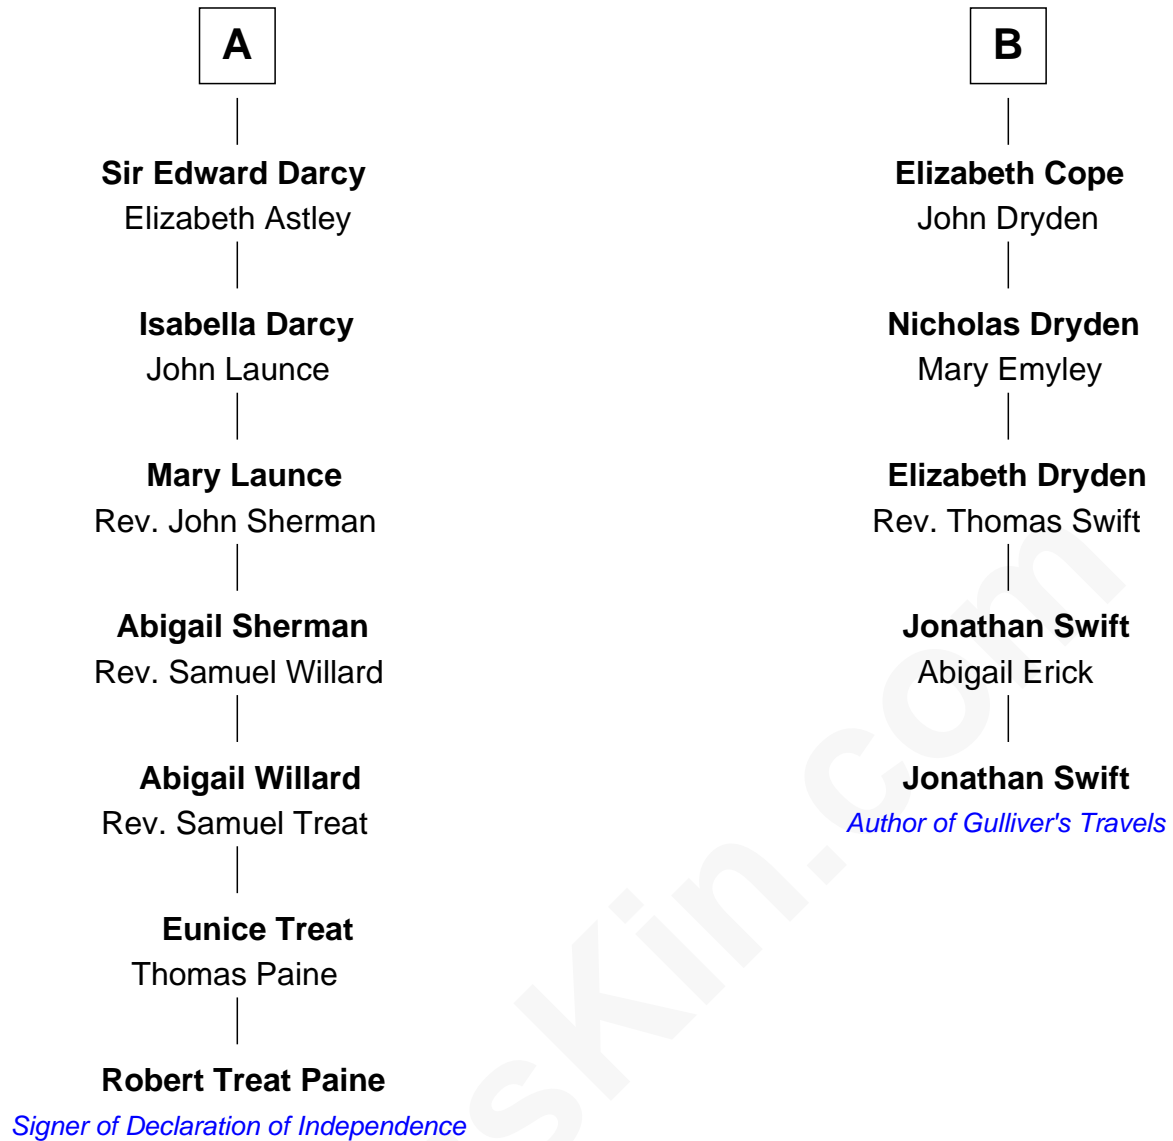 A
Sir Edward Darcy
Elizabeth Astley
Isabella Darcy
John Launce
Mary Launce
Rev. John Sherman
Abigail Sherman
Rev. Samuel Willard
Abigail Willard
Rev. Samuel Treat
Eunice Treat
Thomas Paine
Robert Treat Paine
Signer of Declaration of Independence
B
Elizabeth Cope
John Dryden
Nicholas Dryden
Mary Emyley
Elizabeth Dryden
Rev. Thomas Swift
Jonathan Swift
Abigail Erick
Jonathan Swift
Author of Gulliver's Travels